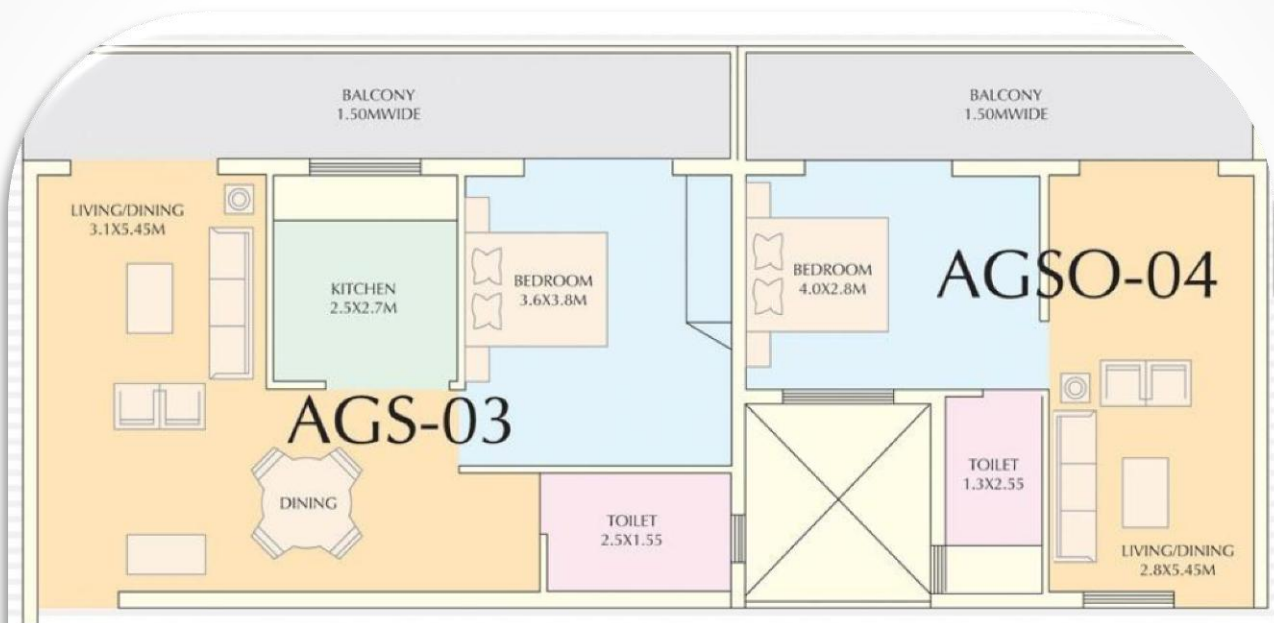 BALCONY
1.50MWIDE
BALCONY
1.50MWIDE
LIVING/DINING
3.1X5.45M
KITCHEN
2.5X2.7M
BEDROOM
3.6X3.8M
BEDROOM
4.0X2.8M
AGSO-04
AGS-03
DINING
TOILET
2.5X1.55
TOILET
1.3X2.55
LIVING/DINING
2.8X5.45M